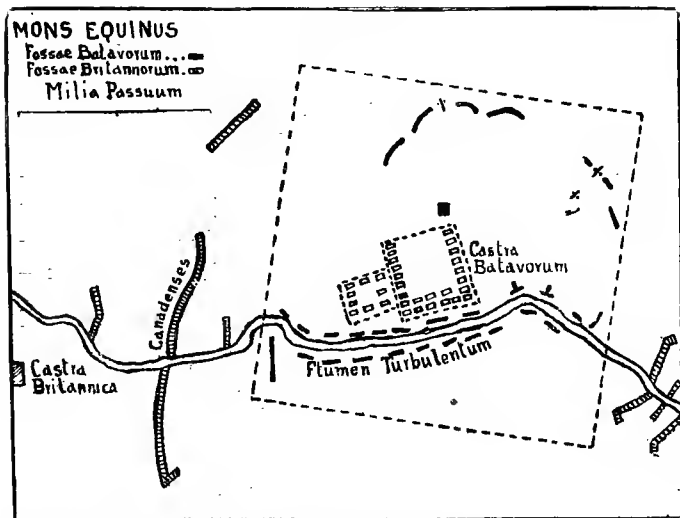 MONS EQUINUS
Fossae Batavorum...
Fossae Britannorum.
Milia Passuum
Canadenses
Castra
Batavorum
Flumen Turbulentum
Castra
Britannica